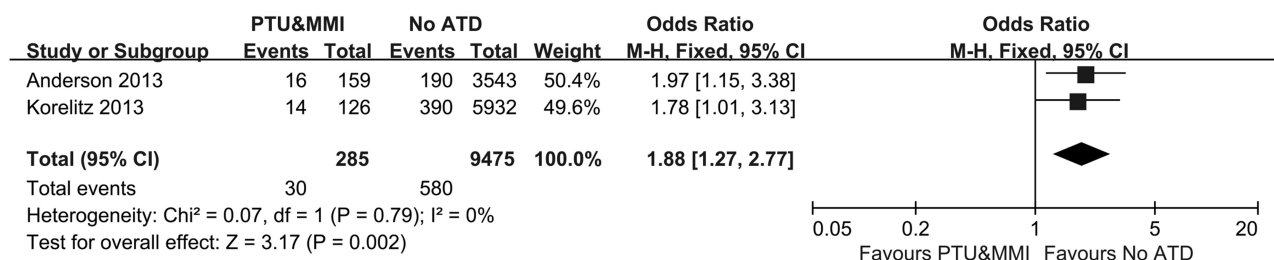 PTU&MMI No ATD Odds Ratio Odds Ratio
Study or Subgroup Events Total Events Total Weight M-H, Fixed, 95% CI M-H, Fixed, 95% CI
Anderson 2013 16 159 190 3543 50.4% 1.97 [1.15, 3.38]
Korelitz 2013 14 126 390 5932 49.6% 1.78 [1.01, 3.13]
Total (95% CI) 285 9475 100.0% 1.88 [1.27, 2.77]
Total events 30 580
Heterogeneity: Chi² = 0.07, df = 1 (P = 0.79); I² = 0%
Test for overall effect: Z = 3.17 (P = 0.002)
0.05 0.2 1 5 20
Favours PTU&MMI Favours No ATD